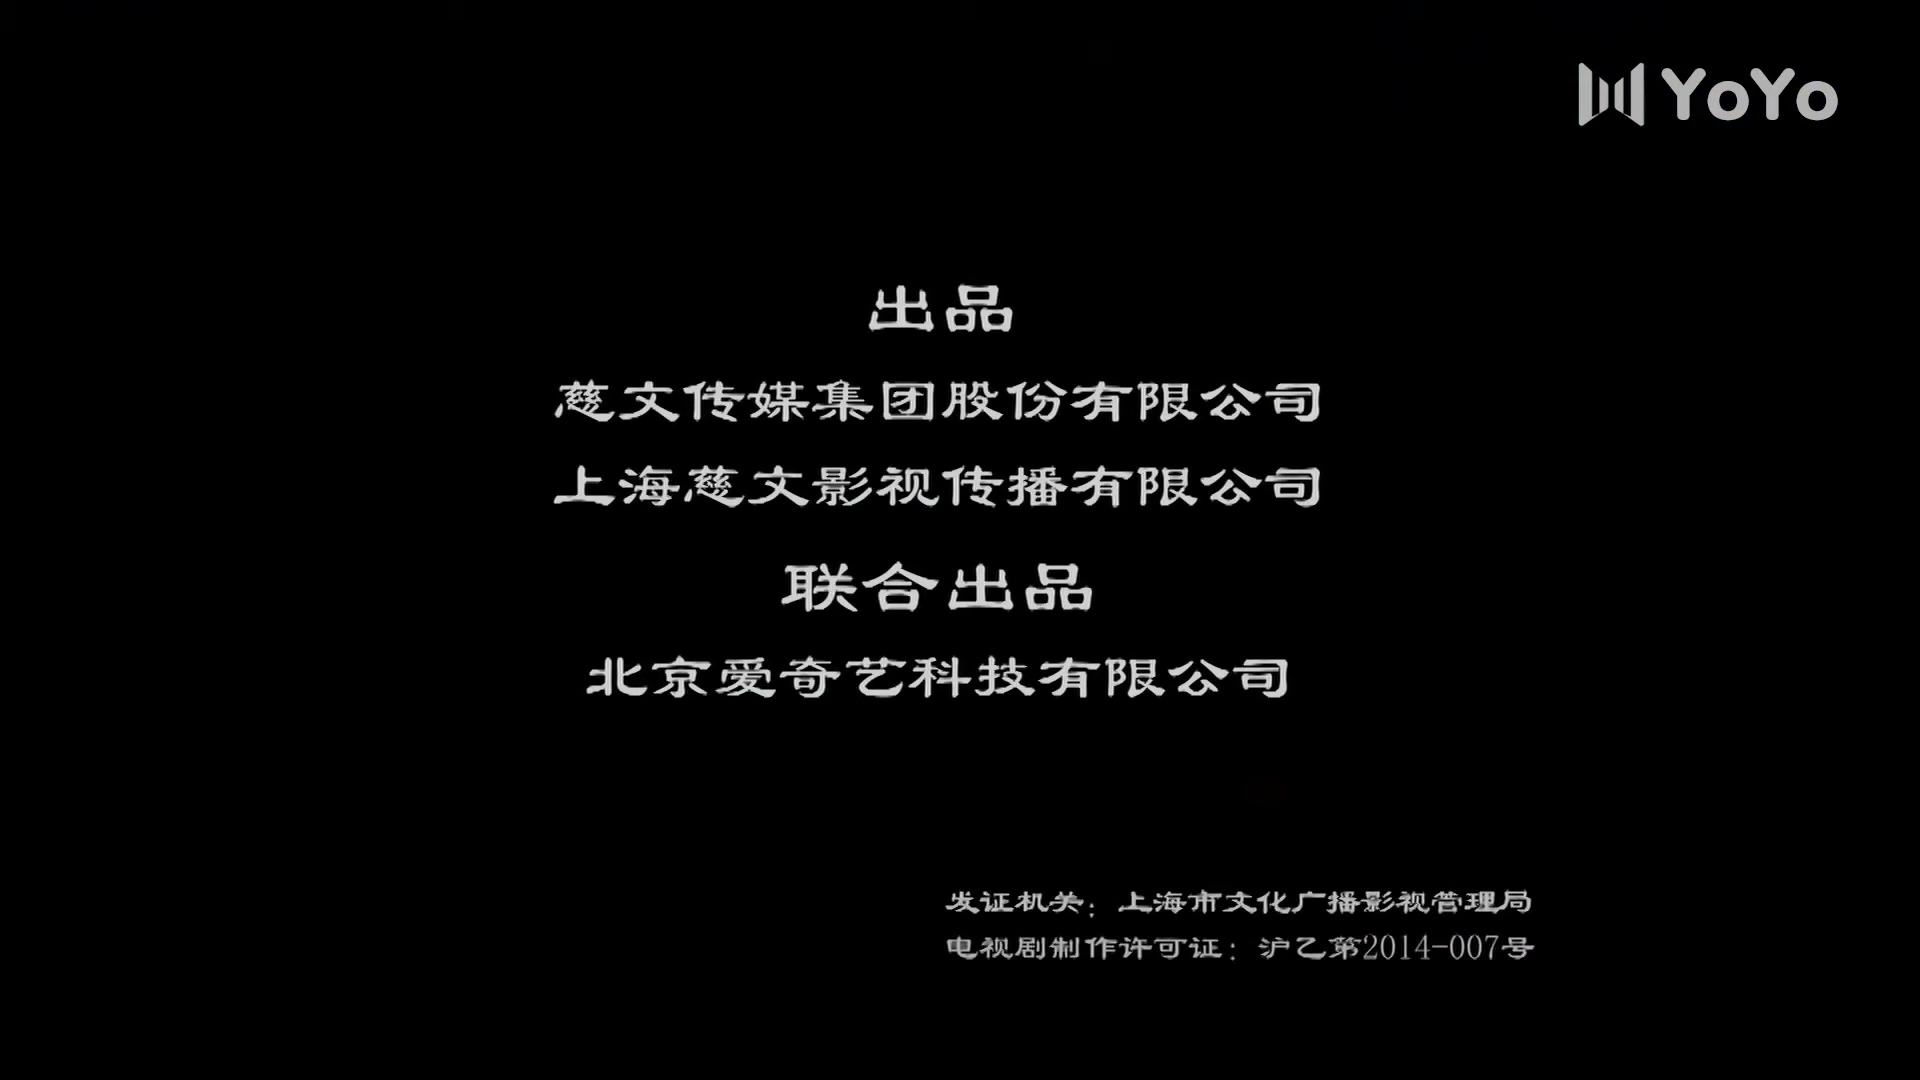 YoYo
出品
慈文传媒集团股份有限公司
上海慈文影视传播有限公司
联合出品
北京爱奇艺科技有限公司
发证机关：上海市文化广播影视管理局
电视剧制作许可证：沪乙第2014-007号